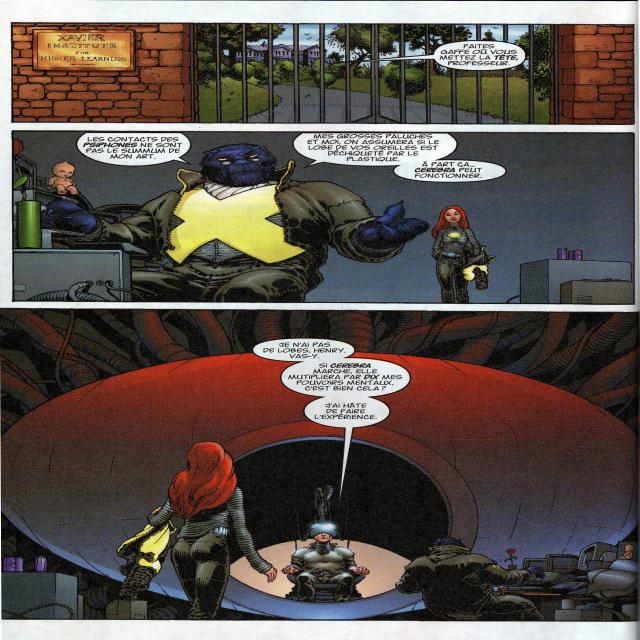 XAVIER
INSTITUTE
FOR
HIGHER LEARNING
FAITES
GAFFE OÙ VOUS
METTEZ LA TÊTE,
PROFESSEUR.
LES CONTACTS DES
PSIPHONES NE SONT
PAS LE SUMMUM DE
MON ART.
MES GROSSES PALUCHES
ET MOI, ON ASSUMERA SI LE
LOBE DE VOS OREILLES EST
DÉCHIQUETÉ PAR LE
PLASTIQUE.
À PART ÇA...
CEREBRA PEUT
FONCTIONNER.
JE N'AI PAS
DE LOBES, HENRY.
VAS-Y.
SI CEREBRA
MARCHE, ELLE
MUTIPLIERA PAR DIX MES
POUVOIRS MENTAUX,
C'EST BIEN CELA ?
J'AI HÂTE
DE FAIRE
L'EXPÉRIENCE.